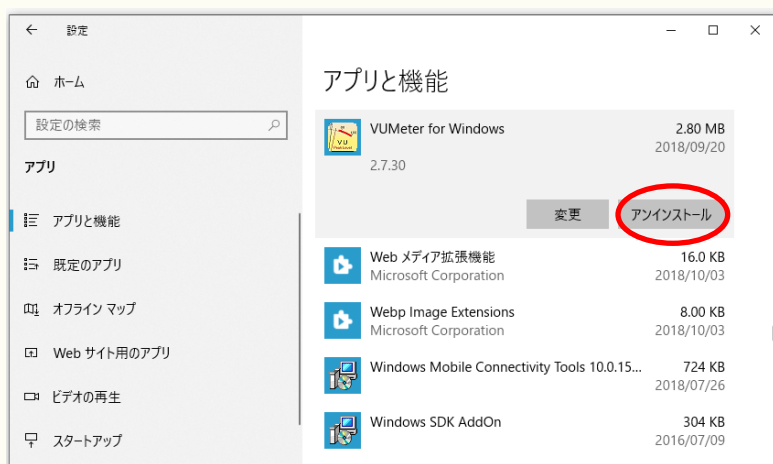 設定
ホーム
設定の検索
アプリ
アプリと機能
既定のアプリ
オフライン マップ
Web サイト用のアプリ
ビデオの再生
スタートアップ
アプリと機能
VUMeter for Windows 2.80 MB
2018/09/20
2.7.30
変更 アンインストール
Web メディア拡張機能 16.0 KB
Microsoft Corporation 2018/10/03
Webp Image Extensions 8.00 KB
Microsoft Corporation 2018/10/03
Windows Mobile Connectivity Tools 10.0.15... 724 KB
2018/07/26
Windows SDK AddOn 304 KB
2016/07/09